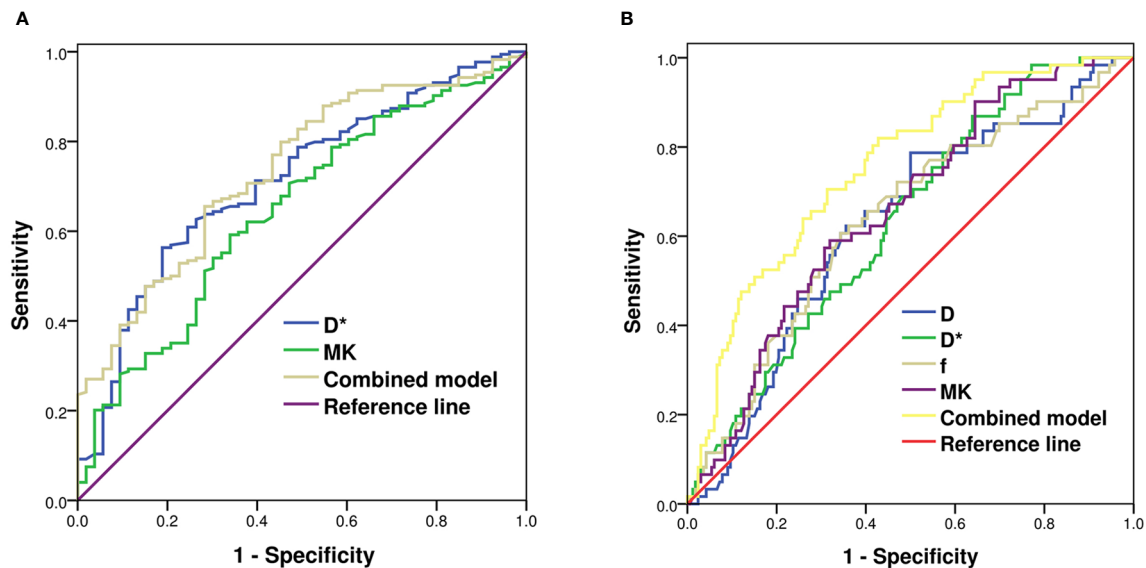 A
1.0
0.8
0.6
0.4
0.2
0.0
Sensitivity
D*
MK
Combined model
Reference line
0.0 0.2 0.4 0.6 0.8 1.0
1 - Specificity
B
1.0
0.8
0.6
0.4
0.2
0.0
Sensitivity
D
D*
f
MK
Combined model
Reference line
0.0 0.2 0.4 0.6 0.8 1.0
1 - Specificity